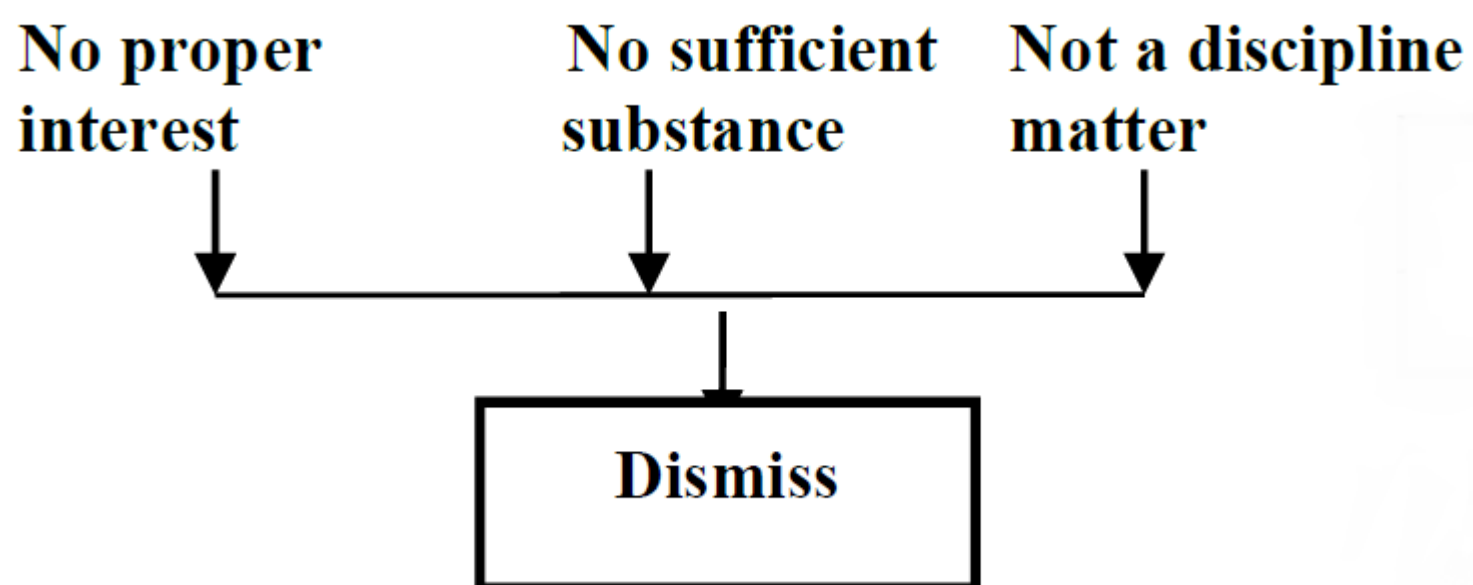 No proper
interest
No sufficient
substance
Not a discipline
matter
Dismiss